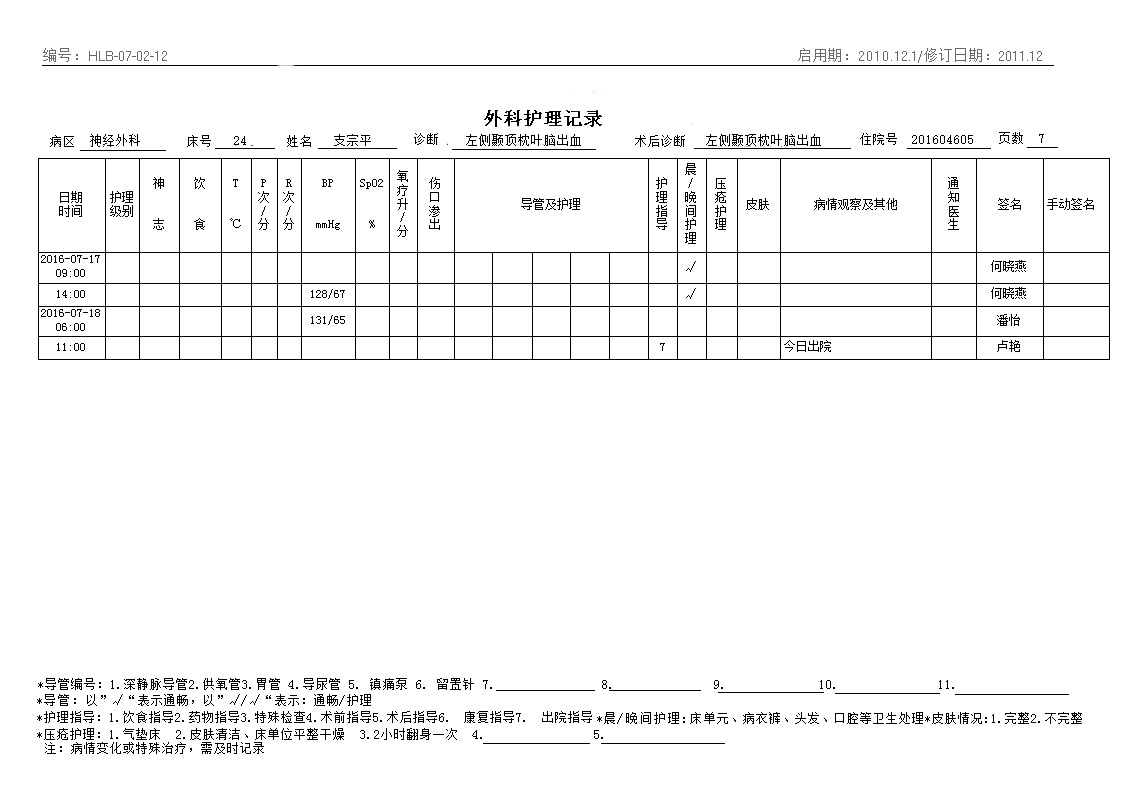 编号：HLB-07-02-12 启用期：2010.12.1/修订日期：2011.12
外科护理记录
病区 神经外科 床号 24 姓名 支宗平 诊断 左侧颞顶枕叶脑出血 术后诊断 左侧颞顶枕叶脑出血 住院号 201604605 页数 7
日期时间 护理级别 神志 饮食 T ℃ P次/分 R次/分 BP mmHg SpO2 % 氧疗升/分 伤口渗出 导管及护理 护理指导 晨/晚间护理 压疮护理 皮肤 病情观察及其他 通知医生 签名 手动签名
2016-07-17 09:00 √ 何晓燕
14:00 128/67 √ 何晓燕
2016-07-18 06:00 131/65 潘怡
11:00 7 今日出院 卢艳
*导管编号：1.深静脉导管2.供氧管3.胃管 4.导尿管 5. 镇痛泵 6. 留置针 7. 8. 9. 10. 11.
*导管：以”√“表示通畅，以”√/√“表示：通畅/护理
*护理指导：1.饮食指导2.药物指导3.特殊检查4.术前指导5.术后指导6. 康复指导7. 出院指导*晨/晚间护理：床单元、病衣裤、头发、口腔等卫生处理*皮肤情况：1.完整2.不完整
*压疮护理：1.气垫床 2.皮肤清洁、床单位平整干燥 3.2小时翻身一次 4. 5.
注：病情变化或特殊治疗，需及时记录